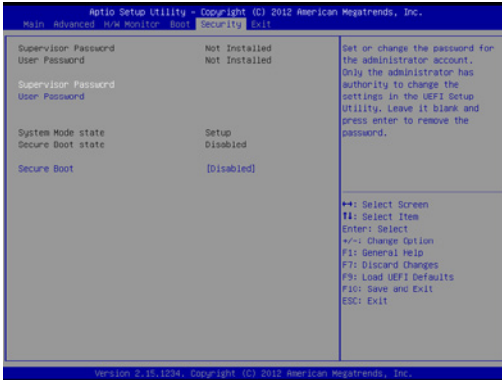 Aptio Setup Utility - Copyright (C) 2012 American Megatrends, Inc.
Main Advanced H/W Monitor Boot Security Exit
Supervisor Password Not Installed
User Password Not Installed
Supervisor Password
User Password
System Mode state Setup
Secure Boot state Disabled
Secure Boot [Disabled]
Set or change the password for
the administrator account.
Only the administrator has
authority to change the
settings in the UEFI Setup
Utility. Leave it blank and
press enter to remove the
password.
↔: Select Screen
↑↓: Select Item
Enter: Select
+/-: Change Option
F1: General Help
F7: Discard Changes
F9: Load UEFI Defaults
F10: Save and Exit
ESC: Exit
Version 2.15.1234. Copyright (C) 2012 American Megatrends, Inc.